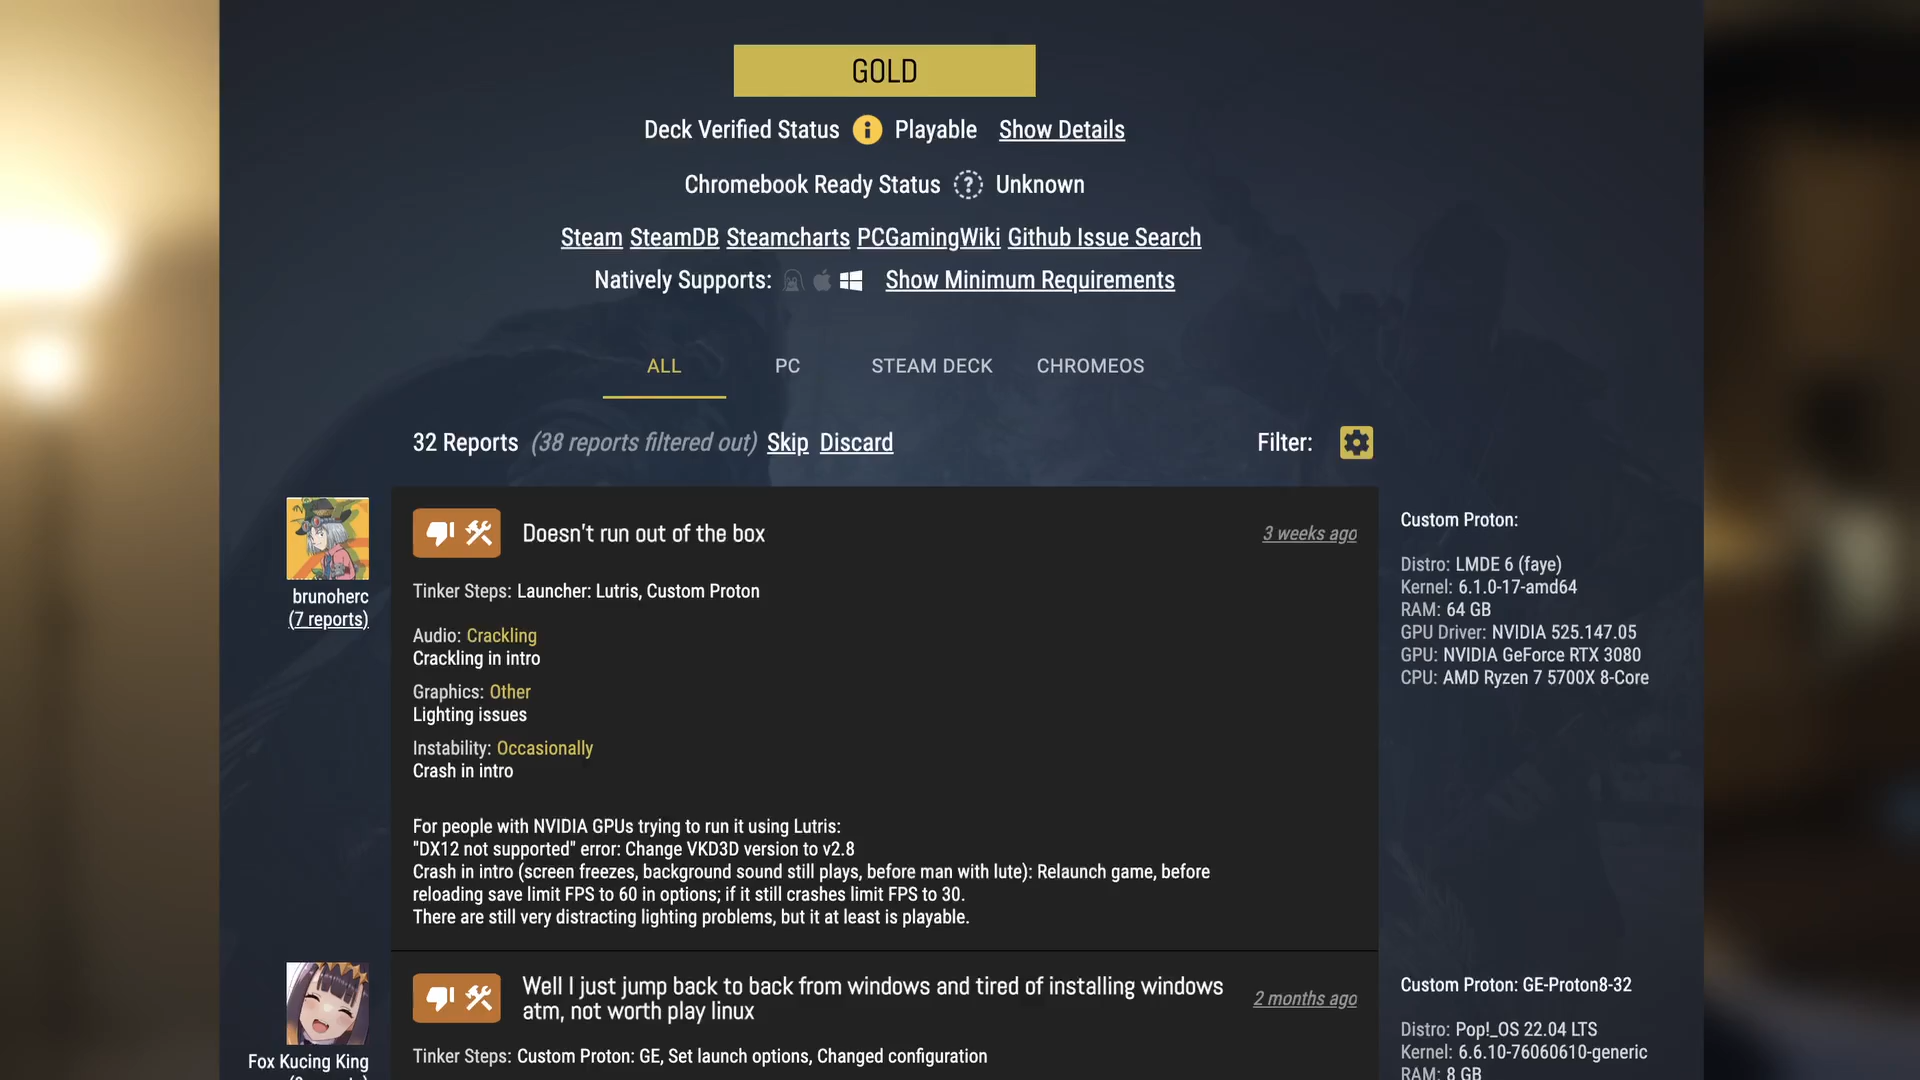 GOLD
Deck Verified Status Playable Show Details
Chromebook Ready Status Unknown
Steam SteamDB Steamcharts PCGamingWiki Github Issue Search
Natively Supports: Show Minimum Requirements
ALL PC STEAM DECK CHROMEOS
32 Reports (38 reports filtered out) Skip Discard Filter:
brunoherc
(7 reports)
Doesn't run out of the box 3 weeks ago
Tinker Steps: Launcher: Lutris, Custom Proton
Audio: Crackling
Crackling in intro
Graphics: Other
Lighting issues
Instability: Occasionally
Crash in intro
For people with NVIDIA GPUs trying to run it using Lutris:
"DX12 not supported" error: Change VKD3D version to v2.8
Crash in intro (screen freezes, background sound still plays, before man with lute): Relaunch game, before
reloading save limit FPS to 60 in options; if it still crashes limit FPS to 30.
There are still very distracting lighting problems, but it at least is playable.
Custom Proton:
Distro: LMDE 6 (faye)
Kernel: 6.1.0-17-amd64
RAM: 64 GB
GPU Driver: NVIDIA 525.147.05
GPU: NVIDIA GeForce RTX 3080
CPU: AMD Ryzen 7 5700X 8-Core
Fox Kucing King
Well I just jump back to back from windows and tired of installing windows
atm, not worth play linux
2 months ago
Tinker Steps: Custom Proton: GE, Set launch options, Changed configuration
Custom Proton: GE-Proton8-32
Distro: Pop!_OS 22.04 LTS
Kernel: 6.6.10-76060610-generic
RAM: 8 GB